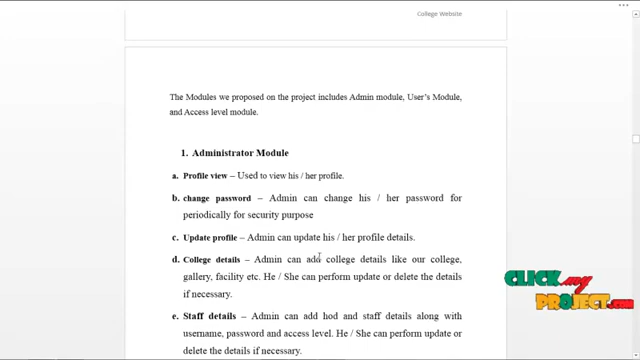 College Website
The Modules we proposed on the project includes Admin module, User's Module,
and Access level module.
1. Administrator Module
a. Profile view – Used to view his / her profile.
b. change password – Admin can change his / her password for
periodically for security purpose
c. Update profile – Admin can update his / her profile details.
d. College details – Admin can add college details like our college,
gallery, facility etc. He / She can perform update or delete the details
if necessary.
e. Staff details – Admin can add hod and staff details along with
username, password and access level. He / She can perform update or
delete the details if necessary.
CLICK my
PROJECT.com